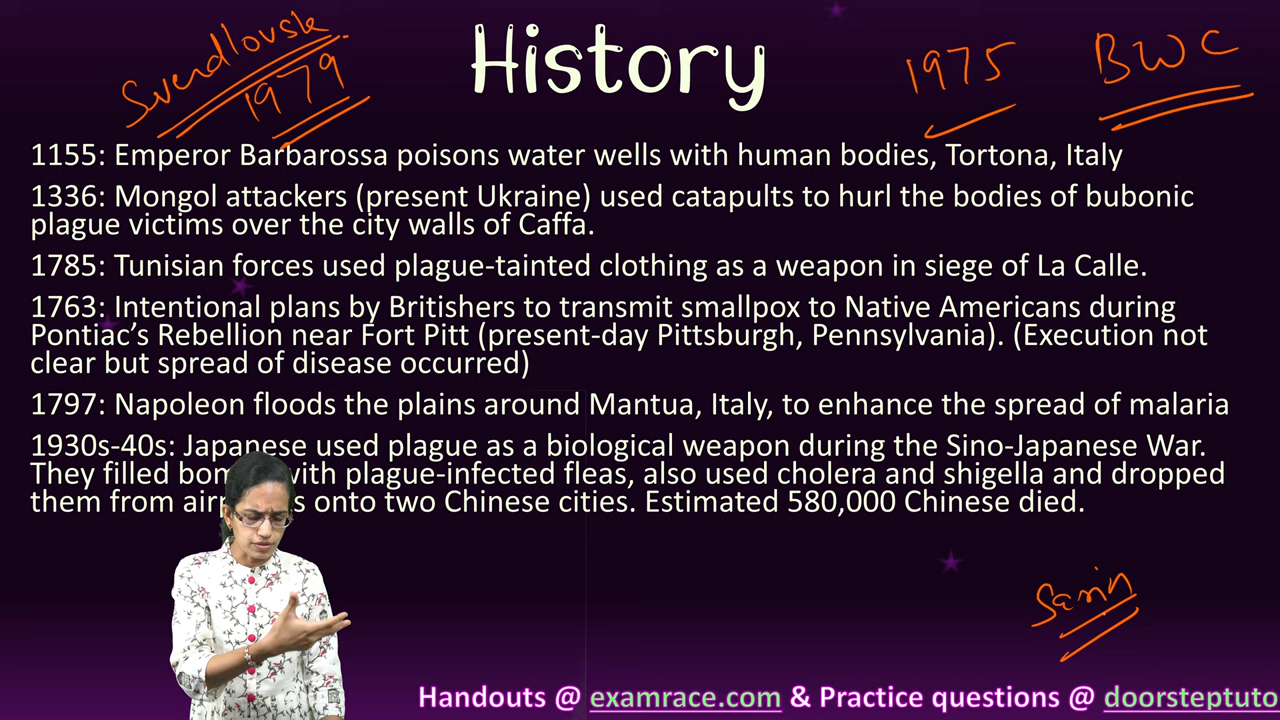 Sverdlovsk
1979
History
1975
BWC
1155: Emperor Barbarossa poisons water wells with human bodies, Tortona, Italy
1336: Mongol attackers (present Ukraine) used catapults to hurl the bodies of bubonic
plague victims over the city walls of Caffa.
1785: Tunisian forces used plague-tainted clothing as a weapon in siege of La Calle.
1763: Intentional plans by Britishers to transmit smallpox to Native Americans during
Pontiac's Rebellion near Fort Pitt (present-day Pittsburgh, Pennsylvania). (Execution not
clear but spread of disease occurred)
1797: Napoleon floods the plains around Mantua, Italy, to enhance the spread of malaria
1930s-40s: Japanese used plague as a biological weapon during the Sino-Japanese War.
They filled with plague-infected fleas, also used cholera and shigella and dropped
them from onto two Chinese cities. Estimated 580,000 Chinese died.
Sarin
Handouts @ examrace.com & Practice questions @ doorsteptuto